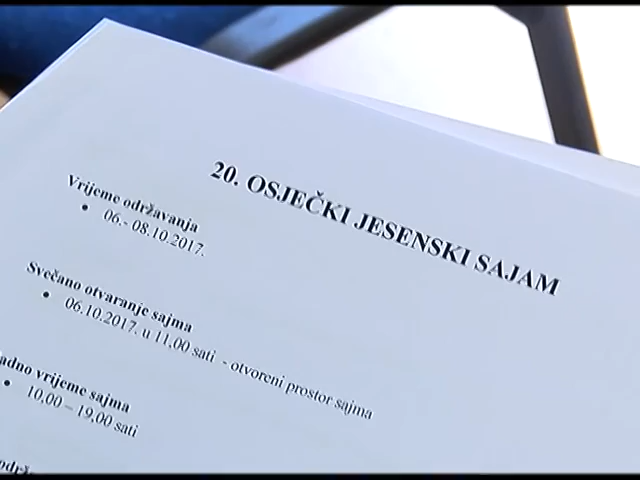 20. OSJEČKI JESENSKI SAJAM
Vrijeme održavanja
• 06.- 08.10.2017.
Svečano otvaranje sajma
• 06.10.2017. u 11,00 sati - otvoreni prostor sajma
vrijeme sajma
• 10,00 – 19,00 sati